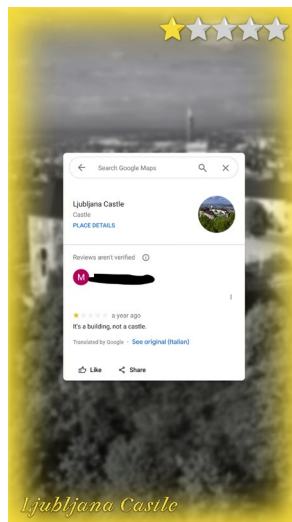 Search Google Maps
Ljubljana Castle
Castle
PLACE DETAILS
Reviews aren't verified
M
a year ago
It's a building, not a castle.
Translated by Google · See original (Italian)
Like Share
Ljubljana Castle